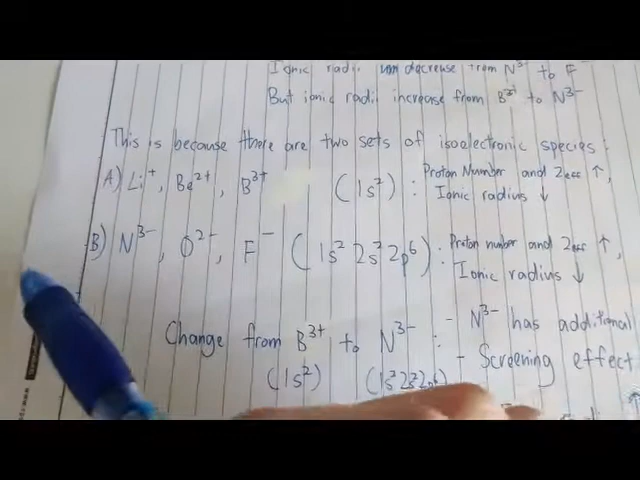 Ionic radii decrease from N³⁻ to F⁻
But ionic radii increase from B³⁺ to N³⁻
This is because there are two sets of isoelectronic species:
A) Li⁺, Be²⁺, B³⁺ (1s²) : Proton Number and Zeff ↑,
Ionic radius ↓
B) N³⁻, O²⁻, F⁻ (1s² 2s² 2p⁶) : Proton number and Zeff ↑,
Ionic radius ↓
Change from B³⁺ to N³⁻ : - N³⁻ has additional
(1s²) (1s²2s²2p⁶) - Screening effect